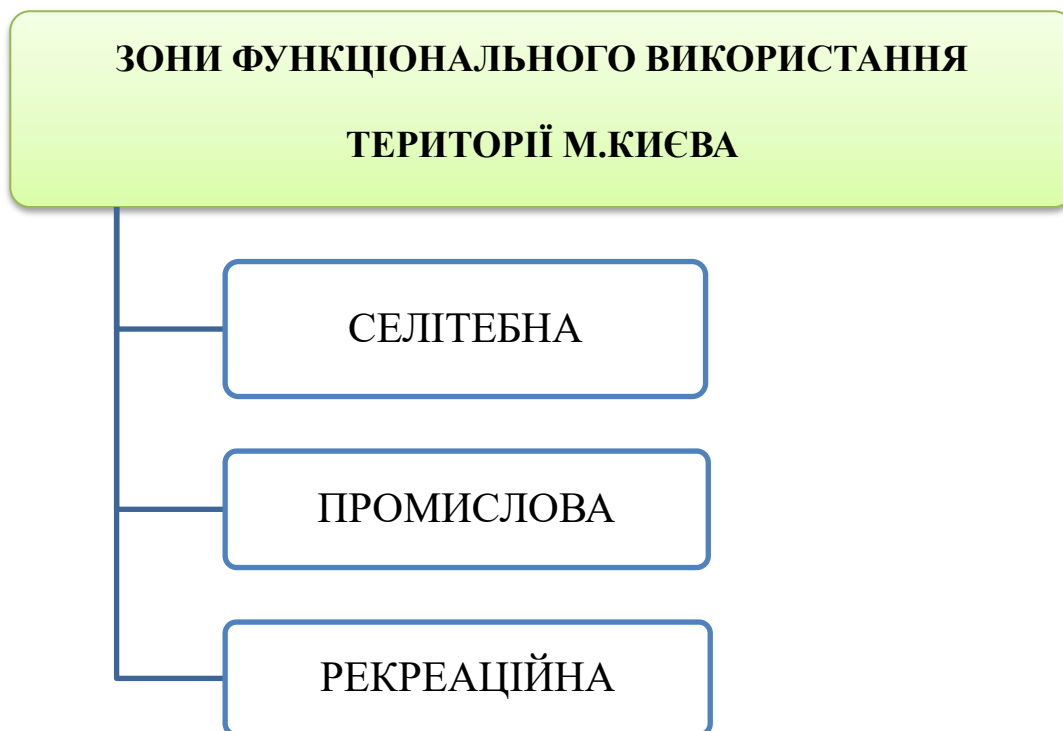 ЗОНИ ФУНКЦІОНАЛЬНОГО ВИКОРИСТАННЯ
ТЕРИТОРІЇ М.КИЄВА
СЕЛІТЕБНА
ПРОМИСЛОВА
РЕКРЕАЦІЙНА